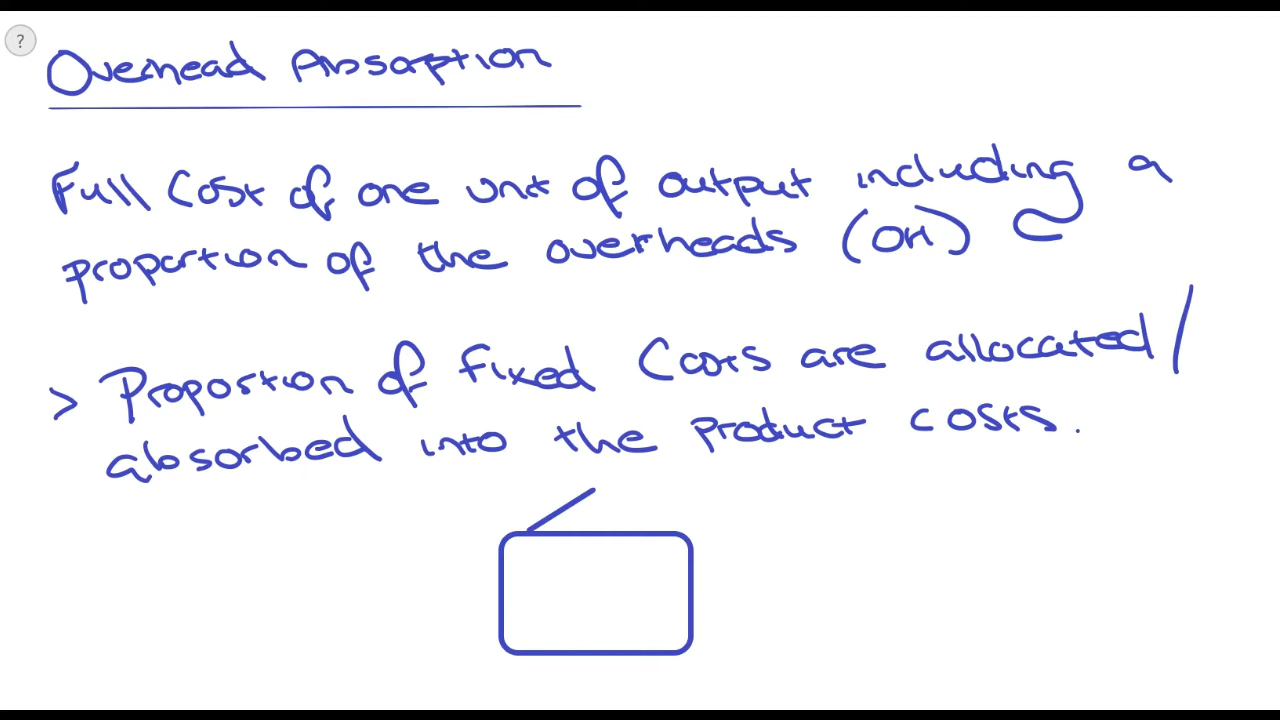 ?
Overhead Absorption
Full Cost of one unit of output including a
proportion of the overheads (OH)
> Proportion of Fixed Costs are allocated/
absorbed into the product costs.